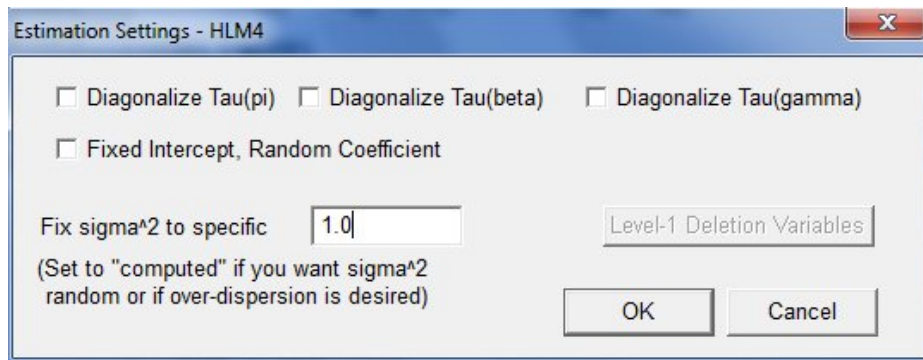 Estimation Settings - HLM4
X
Diagonalize Tau(pi) Diagonalize Tau(beta) Diagonalize Tau(gamma)
Fixed Intercept, Random Coefficient
Fix sigma^2 to specific 1.0 Level-1 Deletion Variables
(Set to "computed" if you want sigma^2
random or if over-dispersion is desired)
OK Cancel